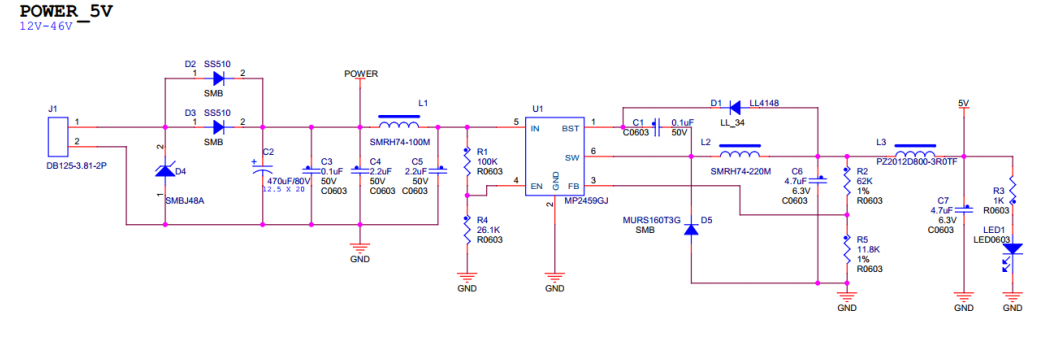 POWER_5V
12V-46V
J1
1
2
DB125-3.81-2P
D2 SS510
1 2
SMB
D3 SS510
1 2
SMB
2
D4
1
SMBJ48A
C2
+
470uF/80V
12.5 X 20
C3
0.1uF
50V
C0603
POWER
C4
2.2uF
50V
C0603
C5
2.2uF
50V
C0603
GND
L1
SMRH74-100M
R1
100K
R0603
R4
26.1K
R0603
GND
U1
5 IN BST 1
SW 6
4 EN FB 3
GND
2
MP2459GJ
GND
C1
C0603
0.1uF
50V
D1 LL4148
LL_34
L2
SMRH74-220M
MURS160T3G
SMB
D5
C6
4.7uF
6.3V
C0603
R2
62K
1%
R0603
R5
11.8K
1%
R0603
GND
L3
PZ2012D800-3R0TF
5V
C7
4.7uF
6.3V
C0603
GND
R3
1K
R0603
LED1
LED0603
GND